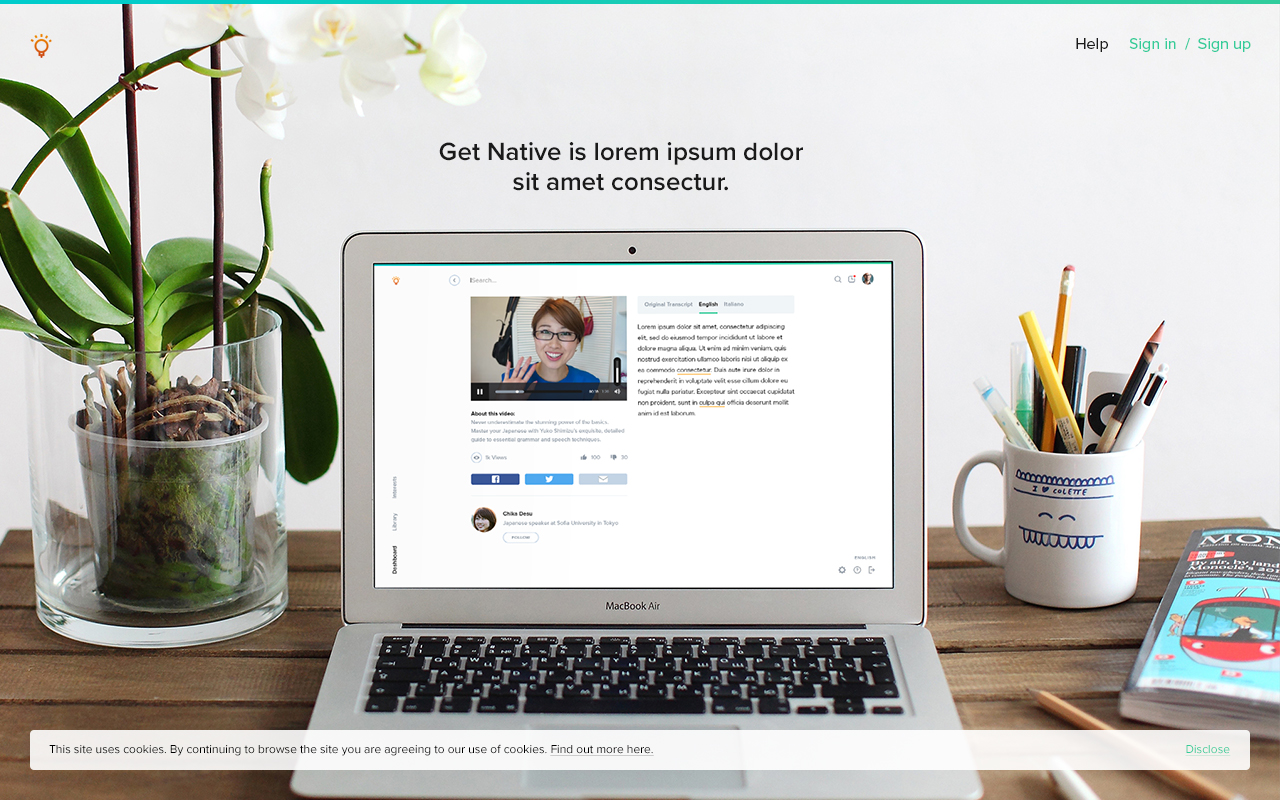 Help Sign in / Sign up
Get Native is lorem ipsum dolor
sit amet consectur.
Search...
Original Transcript English Italiano
Lorem ipsum dolor sit amet, consectetur adipiscing
elit, sed do eiusmod tempor incididunt ut labore et
dolore magna aliqua. Ut enim ad minim veniam, quis
nostrud exercitation ullamco laboris nisi ut aliquip ex
ea commodo consectetur. Duis aute irure dolor in
reprehenderit in voluptate velit esse cillum dolore eu
fugiat nulla pariatur. Excepteur sint occaecat cupidatat
non proident, sunt in culpa qui officia deserunt mollit
anim id est laborum.
About this video:
Never underestimate the stunning power of the basics.
Master your Japanese with Yuko Shimizu's exquisite, detailed
guide to essential grammar and speech techniques.
1k Views 100 30
Chika Desu
Japanese speaker at Sofia University in Tokyo
FOLLOW
Interests
Library
Dashboard
ENGLISH
MacBook Air
I COLETTE
MON
By air, by land
Monocle's 201
This site uses cookies. By continuing to browse the site you are agreeing to our use of cookies. Find out more here. Disclose